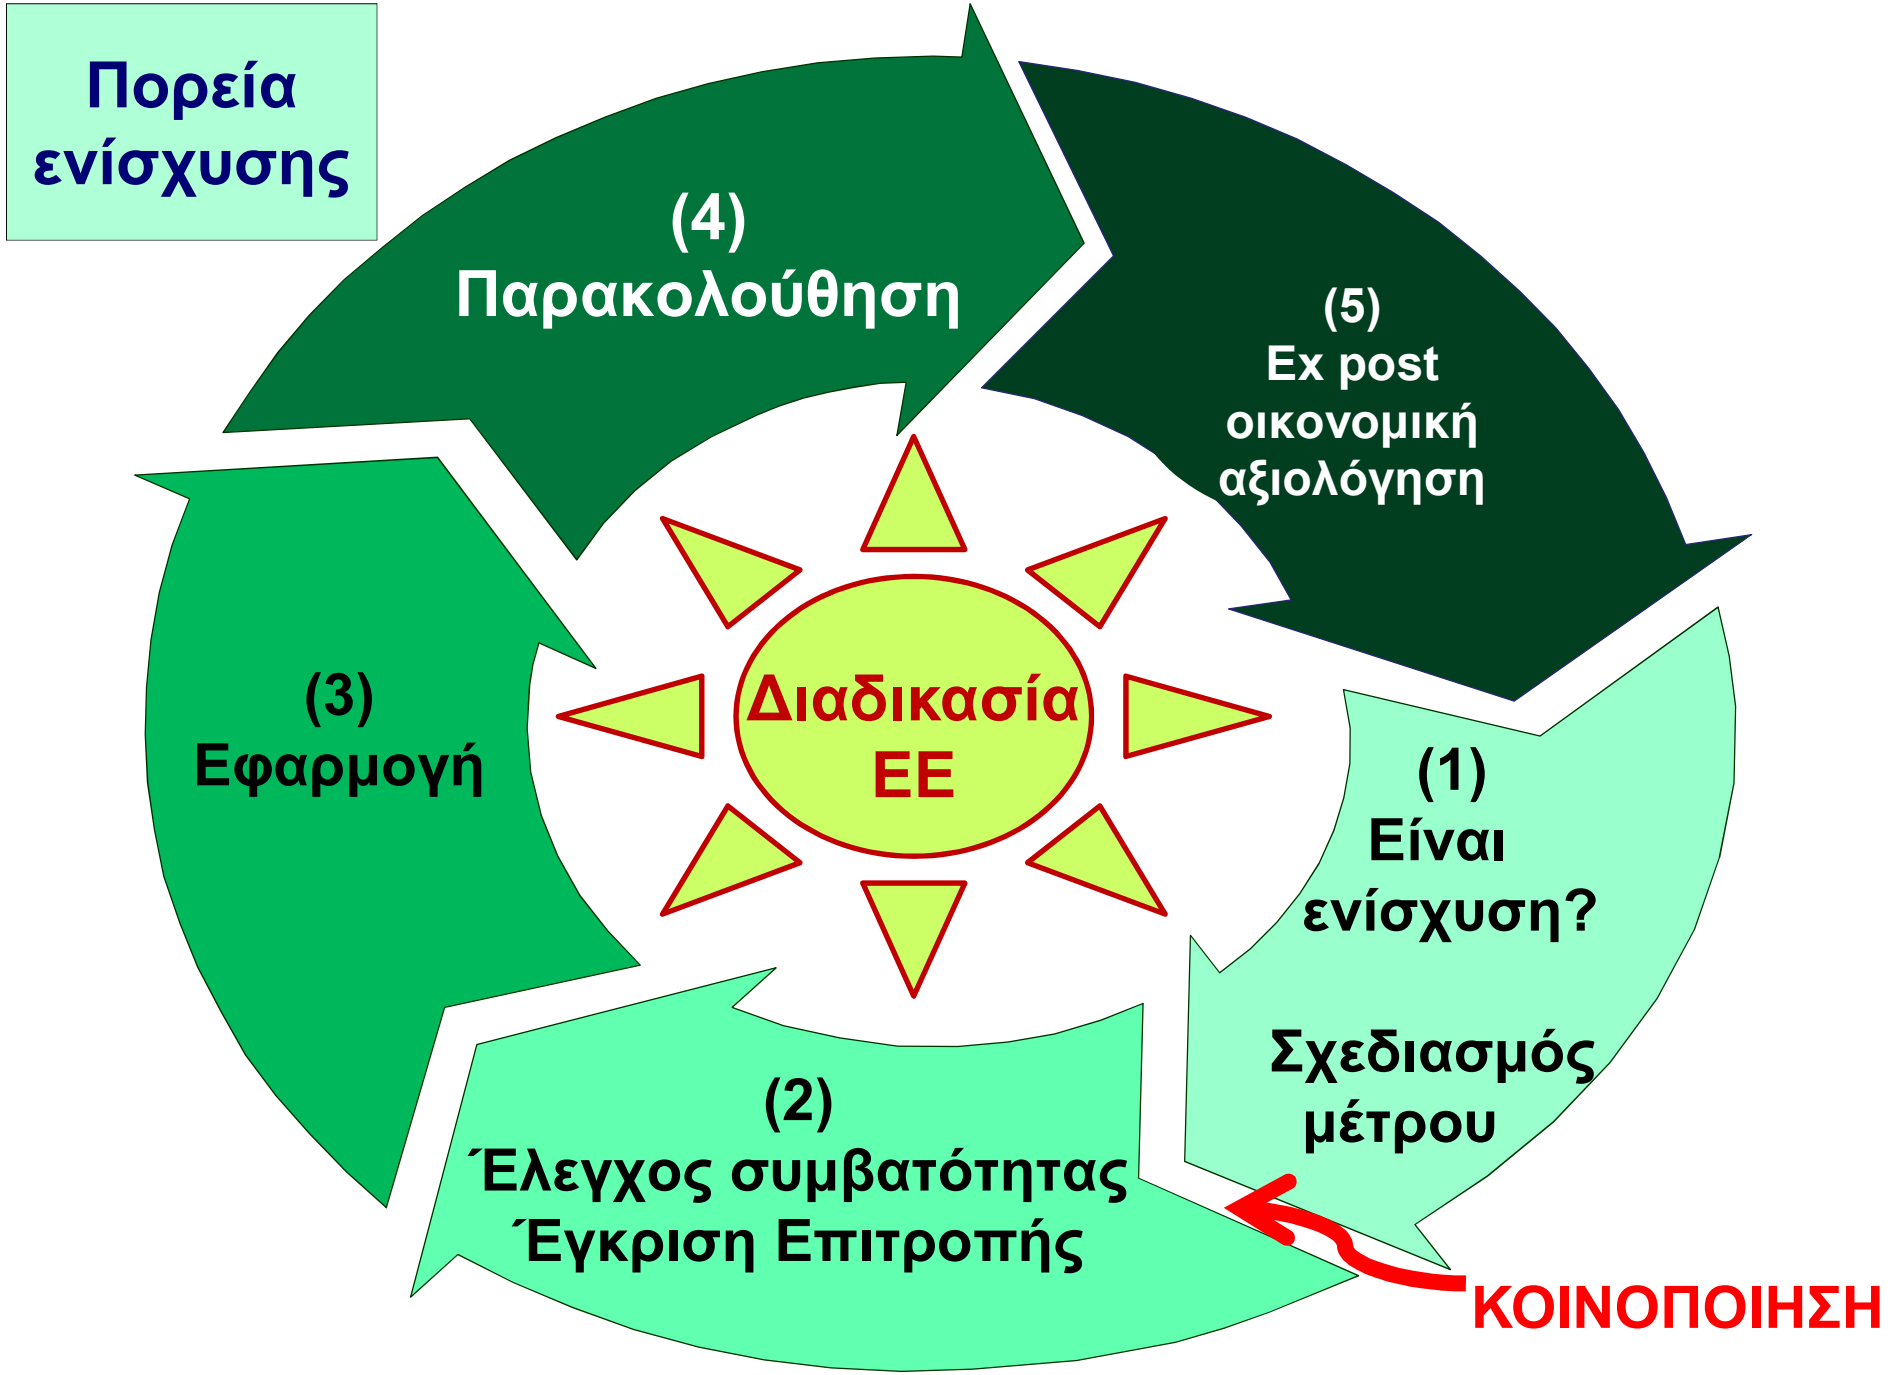 Πορεία
ενίσχυσης
(4)
Παρακολούθηση
(5)
Ex post
οικονομική
αξιολόγηση
(3)
Εφαρμογή
Διαδικασία
ΕΕ
(1)
Είναι
ενίσχυση?
Σχεδιασμός
μέτρου
(2)
Έλεγχος συμβατότητας
Έγκριση Επιτροπής
ΚΟΙΝΟΠΟΙΗΣΗ